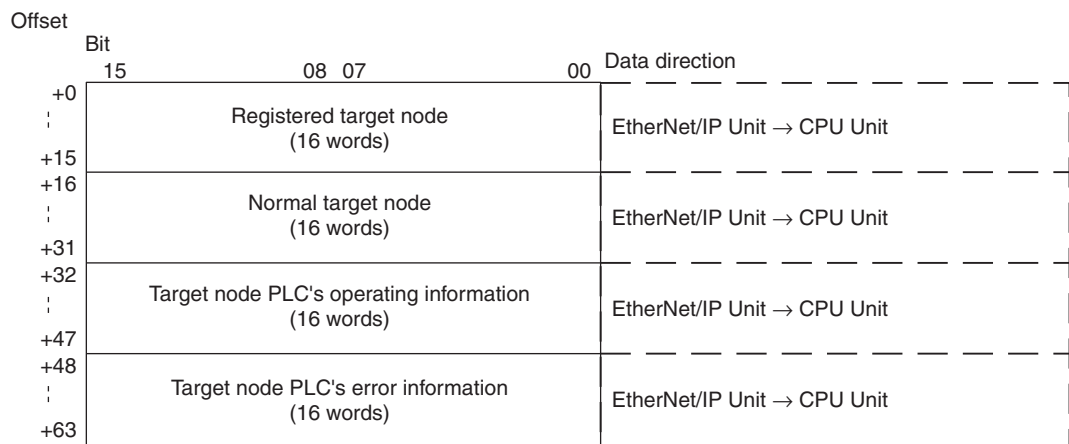 Offset
Bit
15 08 07 00 Data direction
+0
Registered target node
(16 words)
EtherNet/IP Unit → CPU Unit
+15
+16
Normal target node
(16 words)
EtherNet/IP Unit → CPU Unit
+31
+32
Target node PLC's operating information
(16 words)
EtherNet/IP Unit → CPU Unit
+47
+48
Target node PLC's error information
(16 words)
EtherNet/IP Unit → CPU Unit
+63